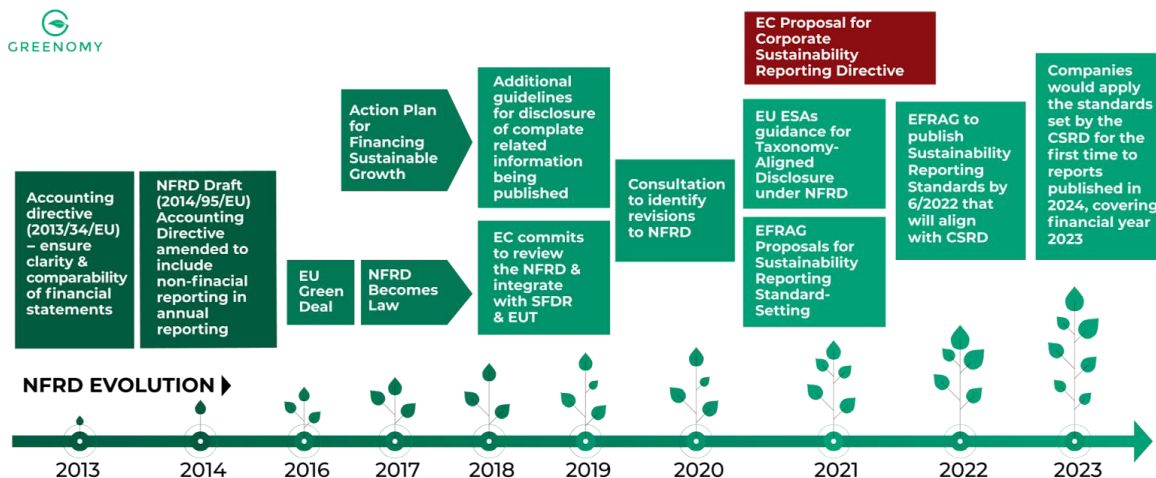 GREENOMY
Accounting
directive
(2013/34/EU)
– ensure
clarity &
comparability
of financial
statements
NFRD Draft
(2014/95/EU)
Accounting
Directive
amended to
include
non-finacial
reporting in
annual
reporting
EU
Green
Deal
Action Plan
for
Financing
Sustainable
Growth
NFRD
Becomes
Law
Additional
guidelines
for disclosure
of complate
related
information
being
published
EC commits
to review
the NFRD &
integrate
with SFDR
& EUT
Consultation
to identify
revisions
to NFRD
EC Proposal for
Corporate
Sustainability
Reporting Directive
EU ESAs
guidance for
Taxonomy-
Aligned
Disclosure
under NFRD
EFRAG
Proposals for
Sustainability
Reporting
Standard-
Setting
EFRAG to
publish
Sustainability
Reporting
Standards by
6/2022 that
will align
with CSRD
Companies
would apply
the standards
set by the
CSRD for the
first time to
reports
published in
2024, covering
financial year
2023
NFRD EVOLUTION
2013
2014
2016
2017
2018
2019
2020
2021
2022
2023